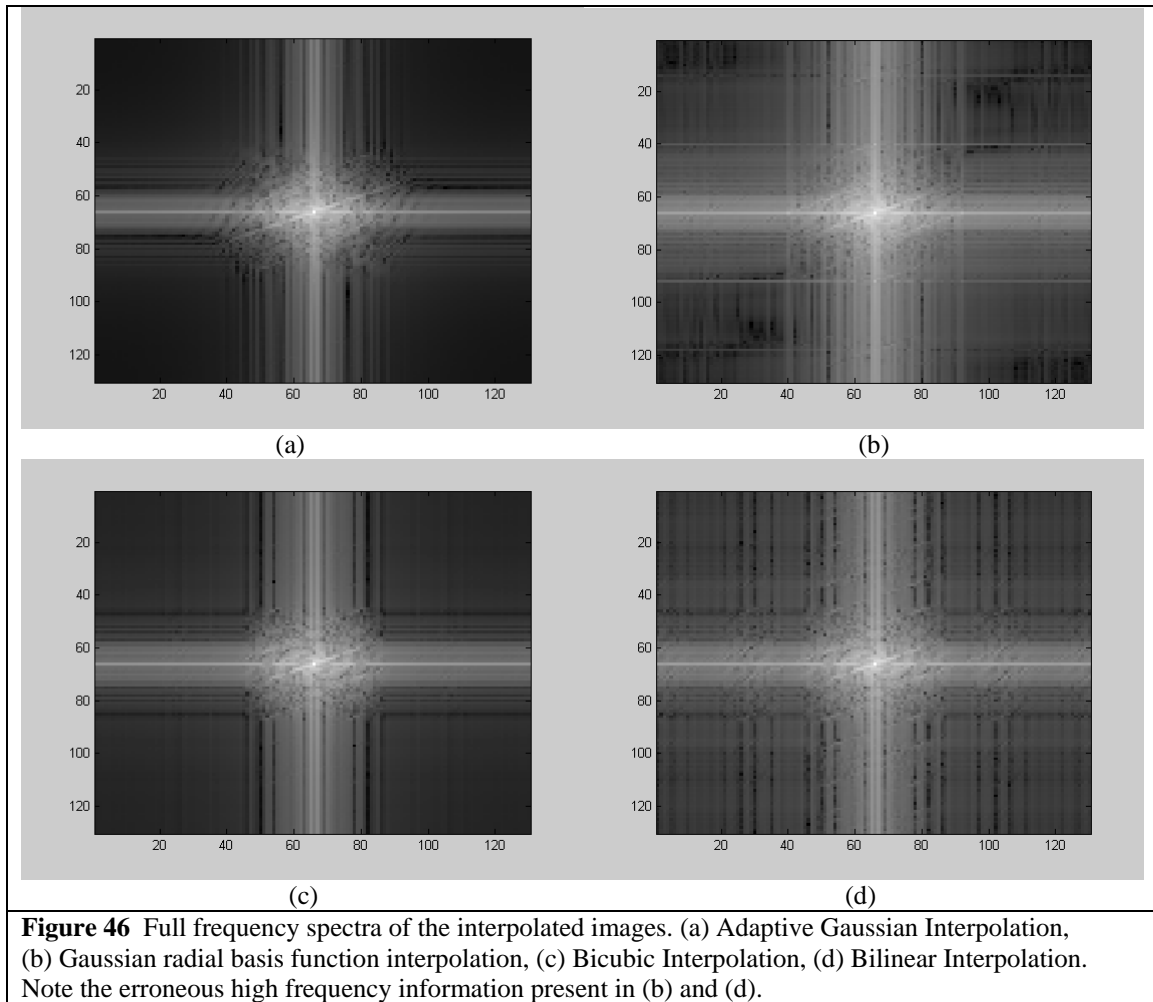 20
40
60
80
100
120
20 40 60 80 100 120
20
40
60
80
100
120
20 40 60 80 100 120
(a) (b)
20
40
60
80
100
120
20 40 60 80 100 120
20
40
60
80
100
120
20 40 60 80 100 120
(c) (d)
Figure 46 Full frequency spectra of the interpolated images. (a) Adaptive Gaussian Interpolation,
(b) Gaussian radial basis function interpolation, (c) Bicubic Interpolation, (d) Bilinear Interpolation.
Note the erroneous high frequency information present in (b) and (d).